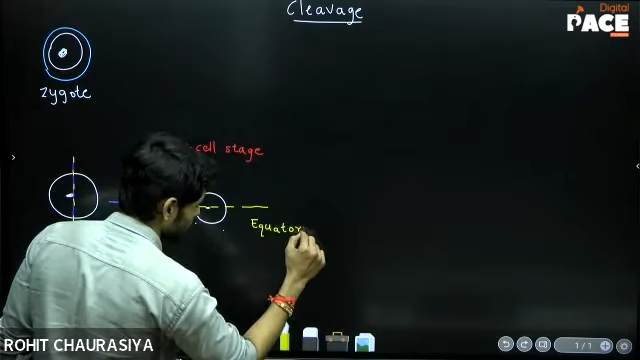 Cleavage
Digital
PACE
Zygote
cell stage
Equator
1/1
ROHIT CHAURASIYA